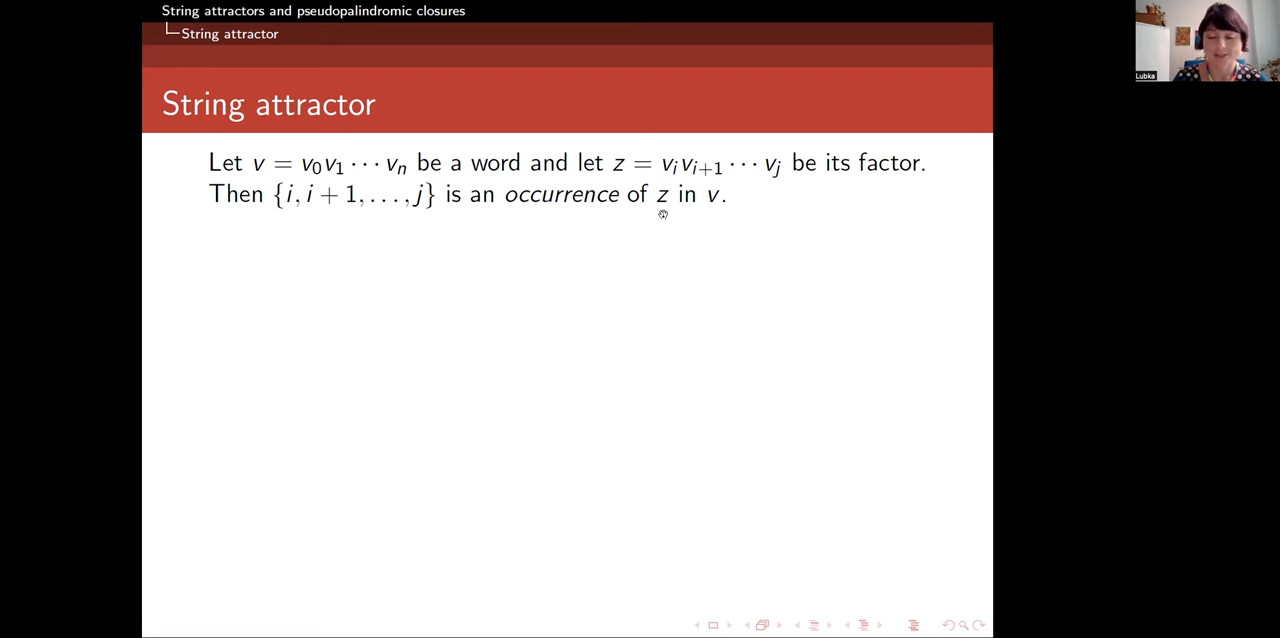 String attractors and pseudopalindromic closures
String attractor
String attractor
Let v = v₀v₁ ⋯ vₙ be a word and let z = vᵢvᵢ₊₁ ⋯ vⱼ be its factor.
Then {i, i + 1, . . . , j} is an occurrence of z in v.
Lubka